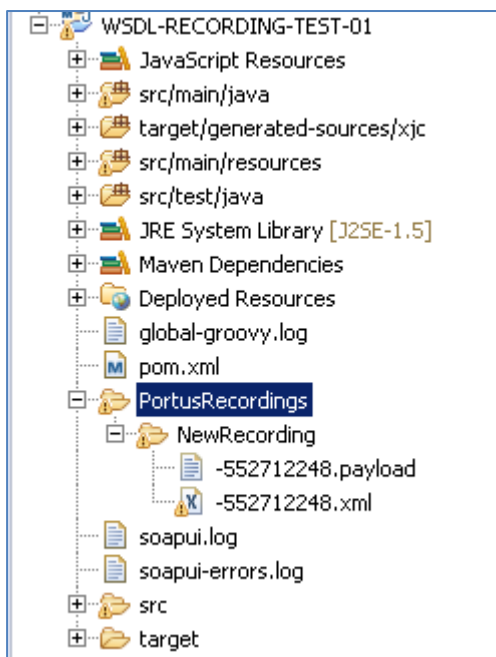 WSDL-RECORDING-TEST-01
JavaScript Resources
src/main/java
target/generated-sources/xjc
src/main/resources
src/test/java
JRE System Library [J2SE-1.5]
Maven Dependencies
Deployed Resources
global-groovy.log
pom.xml
PortusRecordings
NewRecording
-552712248.payload
-552712248.xml
soapui.log
soapui-errors.log
src
target